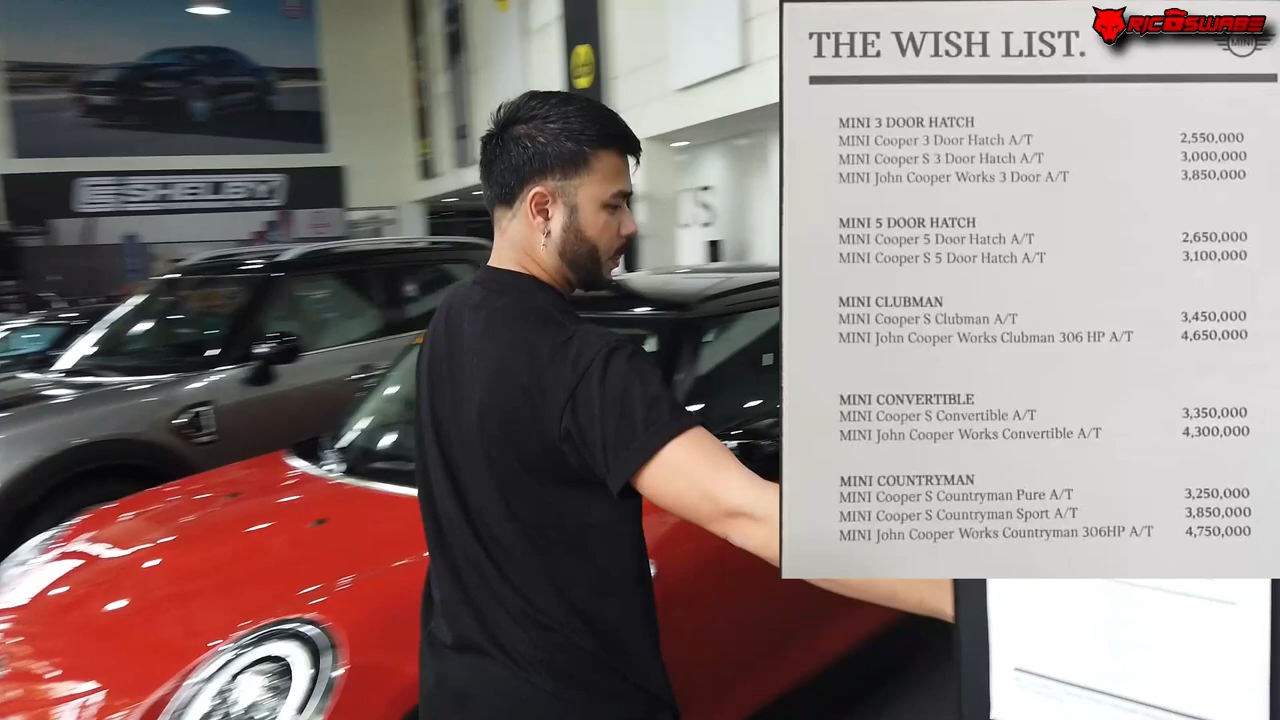 SHELBY
RICOSWABE
THE WISH LIST.
MINI
MINI 3 DOOR HATCH
MINI Cooper 3 Door Hatch A/T 2,550,000
MINI Cooper S 3 Door Hatch A/T 3,000,000
MINI John Cooper Works 3 Door A/T 3,850,000
MINI 5 DOOR HATCH
MINI Cooper 5 Door Hatch A/T 2,650,000
MINI Cooper S 5 Door Hatch A/T 3,100,000
MINI CLUBMAN
MINI Cooper S Clubman A/T 3,450,000
MINI John Cooper Works Clubman 306 HP A/T 4,650,000
MINI CONVERTIBLE
MINI Cooper S Convertible A/T 3,350,000
MINI John Cooper Works Convertible A/T 4,300,000
MINI COUNTRYMAN
MINI Cooper S Countryman Pure A/T 3,250,000
MINI Cooper S Countryman Sport A/T 3,850,000
MINI John Cooper Works Countryman 306HP A/T 4,750,000